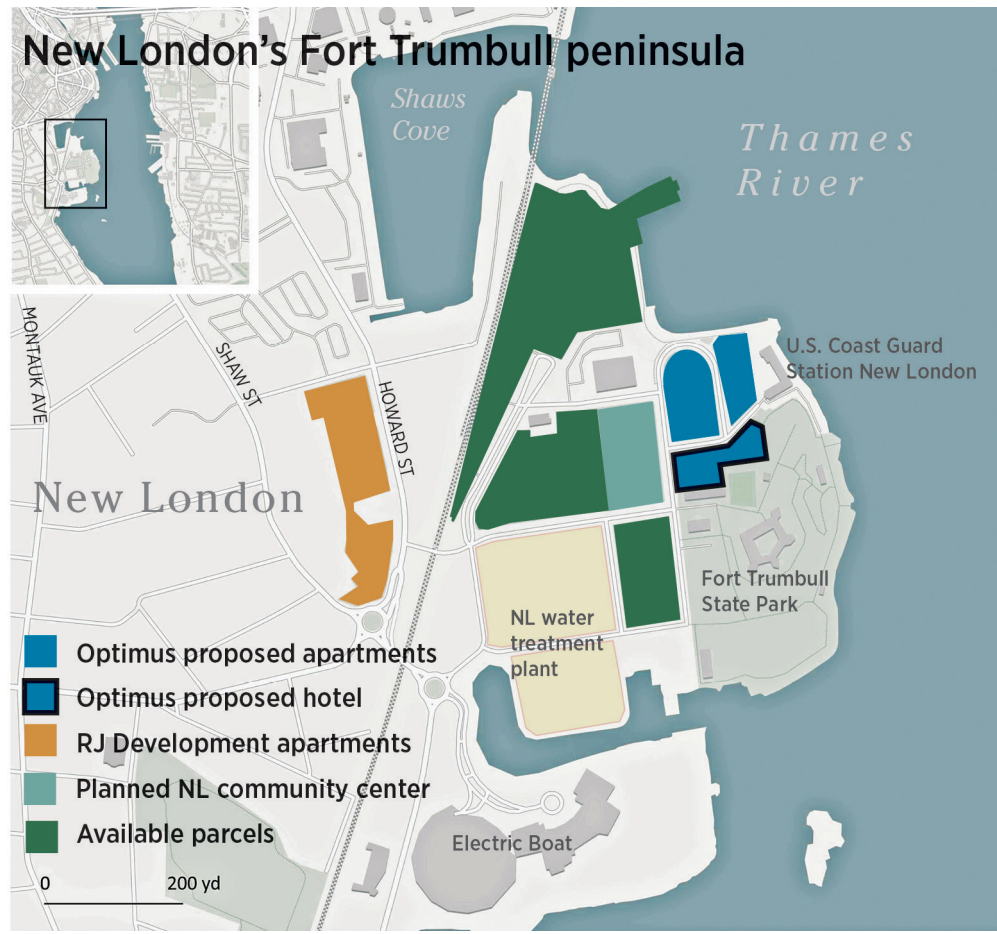 New London's Fort Trumbull peninsula
Shaws
Cove
Thames
River
MONTAUK AVE
SHAW ST
HOWARD ST
U.S. Coast Guard
Station New London
New London
Fort Trumbull
State Park
NL water
treatment
plant
Optimus proposed apartments
Optimus proposed hotel
RJ Development apartments
Planned NL community center
Available parcels
Electric Boat
0 200 yd